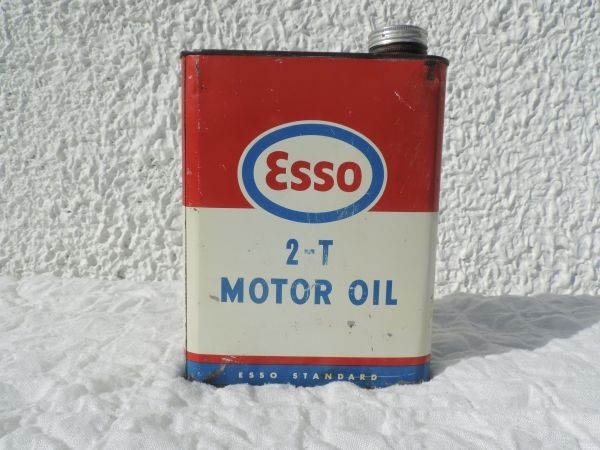 Esso
2-T
MOTOR OIL
ESSO STANDARD